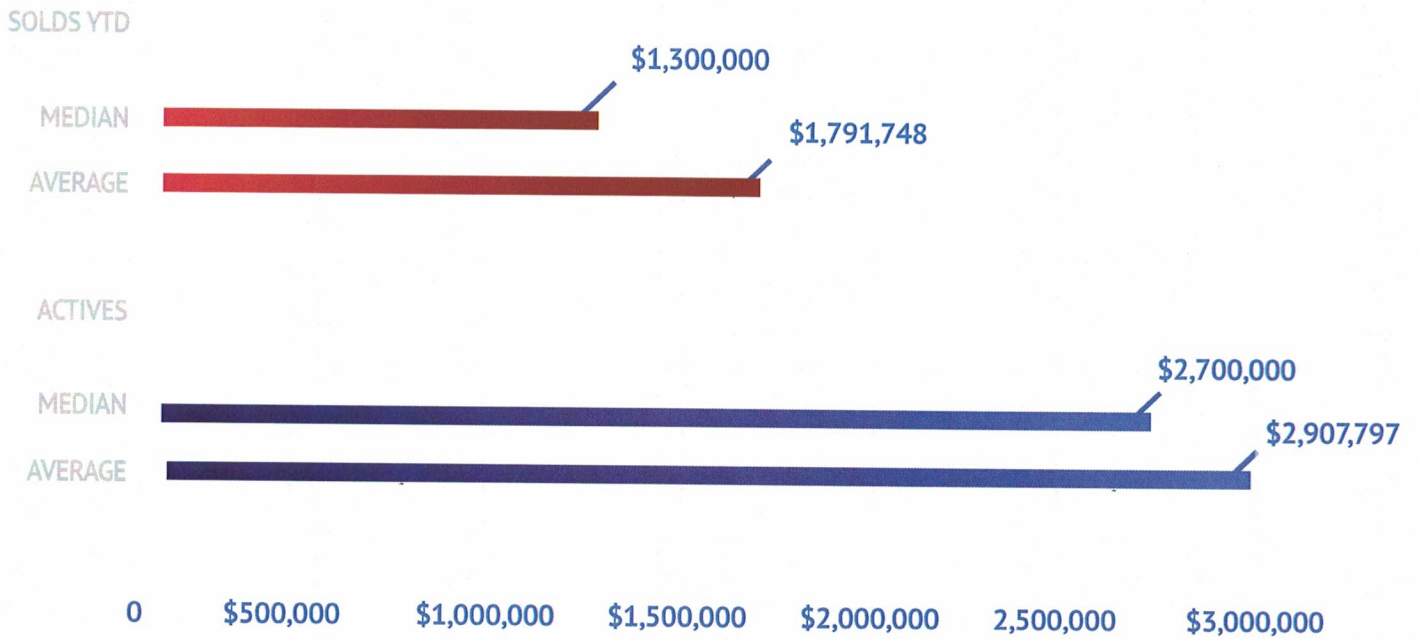 SOLDS YTD
$1,300,000
MEDIAN
$1,791,748
AVERAGE
ACTIVES
$2,700,000
MEDIAN
$2,907,797
AVERAGE
0 $500,000 $1,000,000 $1,500,000 $2,000,000 2,500,000 $3,000,000